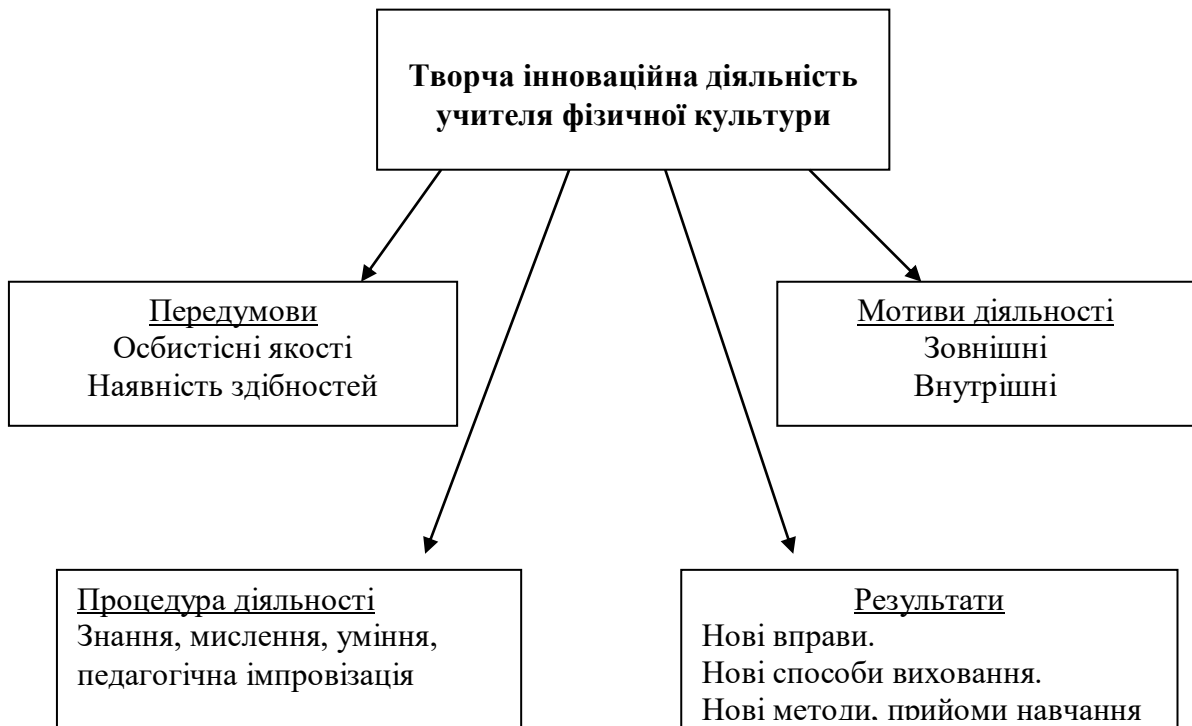 Творча інноваційна діяльність
учителя фізичної культури
Передумови
Осбистісні якості
Наявність здібностей
Мотиви діяльності
Зовнішні
Внутрішні
Процедура діяльності
Знання, мислення, уміння,
педагогічна імпровізація
Результати
Нові вправи.
Нові способи виховання.
Нові методи, прийоми навчання